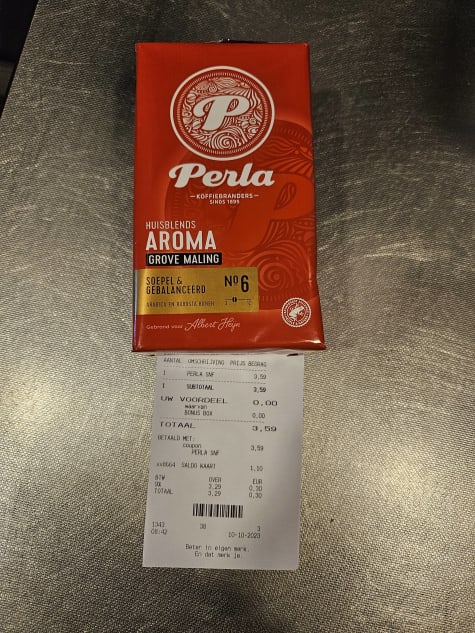 P
Perla
KOFFIEBRANDERS
SINDS 1895
HUISBLENDS
AROMA
GROVE MALING
SOEPEL &
GEBALANCEERD
Nº6
ARABICA EN ROBUSTA BONEN
Gebrand voor Albert Heijn
AANTAL OMSCHRIJVING PRIJS BEDRAG
1 PERLA SNF 3,59
1 SUBTOTAAL 3,59
UW VOORDEEL 0,00
waarvan
BONUS BOX 0,00
TOTAAL 3,59
BETAALD MET:
coupon 3,59
PERLA SNF
xx8664 SALDO KAART 1,10
BTW OVER EUR
9% 3,29 0,30
TOTAAL 3,29 0,30
1343 38 3
08:42 10-10-2023
Beter in eigen merk.
En dat merk je.